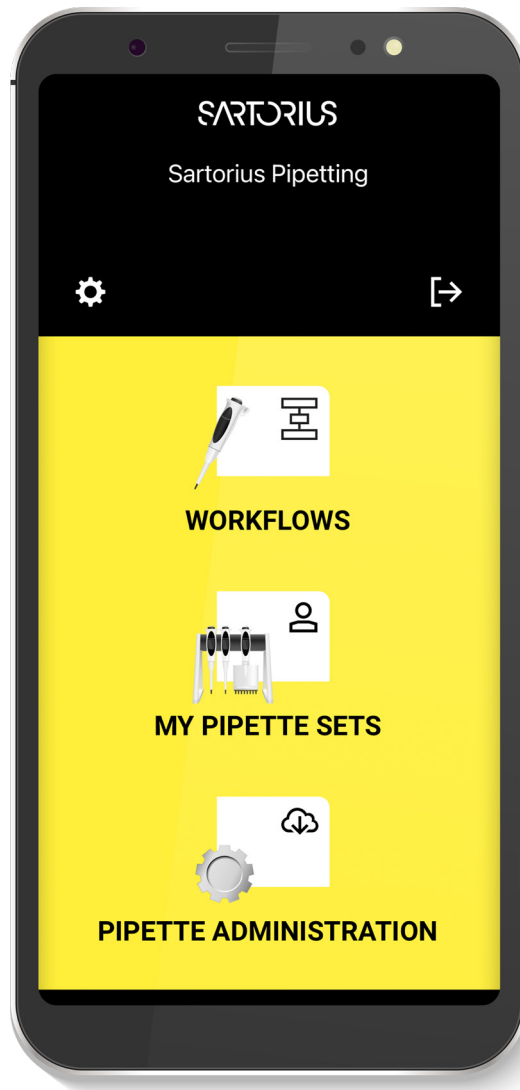 SARTORIUS
Sartorius Pipetting
WORKFLOWS
MY PIPETTE SETS
PIPETTE ADMINISTRATION